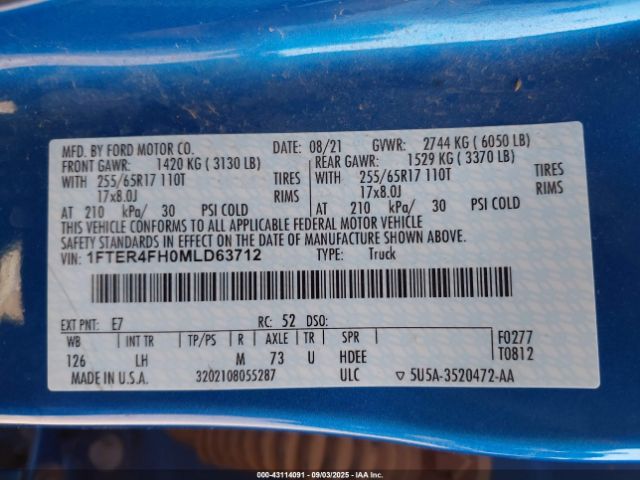 MFD. BY FORD MOTOR CO. DATE: 08/21 GVWR: 2744 KG ( 6050 LB)
FRONT GAWR: 1420 KG ( 3130 LB) REAR GAWR: 1529 KG ( 3370 LB)
WITH 255/65R17 110T TIRES WITH 255/65R17 110T TIRES
17x8.0J RIMS 17x8.0J RIMS
AT 210 kPa/ 30 PSI COLD AT 210 kPa/ 30 PSI COLD
THIS VEHICLE CONFORMS TO ALL APPLICABLE FEDERAL MOTOR VEHICLE
SAFETY STANDARDS IN EFFECT ON THE DATE OF MANUFACTURE SHOWN ABOVE.
VIN: 1FTER4FH0MLD63712 TYPE: Truck
EXT PNT: E7 RC: 52 DSO:
WB INT TR TP/PS R AXLE TR SPR F0277
126 LH M 73 U HDEE T0812
MADE IN U.S.A. 3202108055287 ULC ▽ 5U5A-3520472-AA
000-43114091 - 09/03/2025 - IAA Inc.